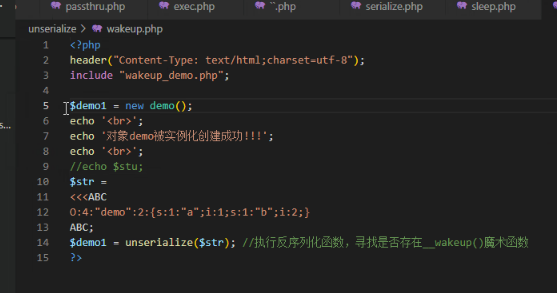 passthru.php exec.php ``.php serialize.php sleep.php
unserialize > wakeup.php
1 <?php
2 header("Content-Type: text/html;charset=utf-8");
3 include "wakeup_demo.php";
4
5 $demo1 = new demo();
6 echo '<br>';
7 echo '对象demo被实例化创建成功!!!';
8 echo '<br>';
9 //echo $stu;
10 $str =
11 <<<ABC
12 O:4:"demo":2:{s:1:"a";i:1;s:1:"b";i:2;}
13 ABC;
14 $demo1 = unserialize($str); //执行反序列化函数，寻找是否存在__wakeup()魔术函数
15 ?>
s...